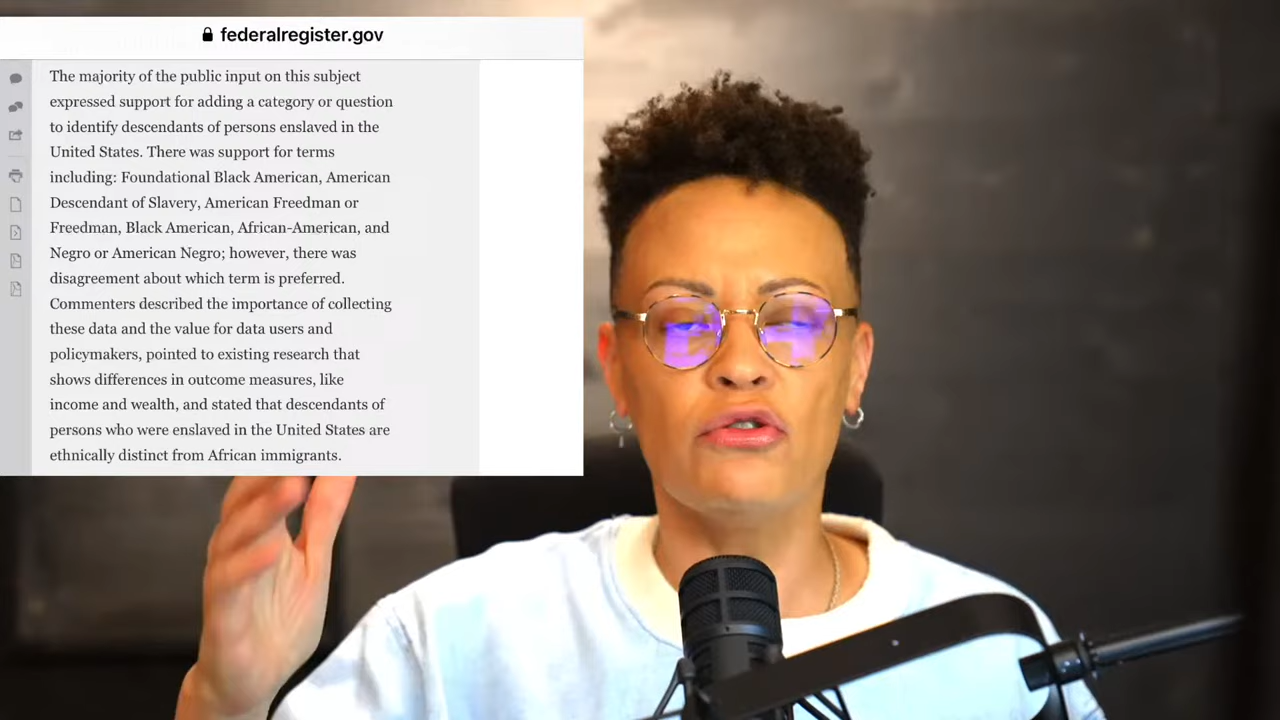 federalregister.gov
The majority of the public input on this subject
expressed support for adding a category or question
to identify descendants of persons enslaved in the
United States. There was support for terms
including: Foundational Black American, American
Descendant of Slavery, American Freedman or
Freedman, Black American, African-American, and
Negro or American Negro; however, there was
disagreement about which term is preferred.
Commenters described the importance of collecting
these data and the value for data users and
policymakers, pointed to existing research that
shows differences in outcome measures, like
income and wealth, and stated that descendants of
persons who were enslaved in the United States are
ethnically distinct from African immigrants.